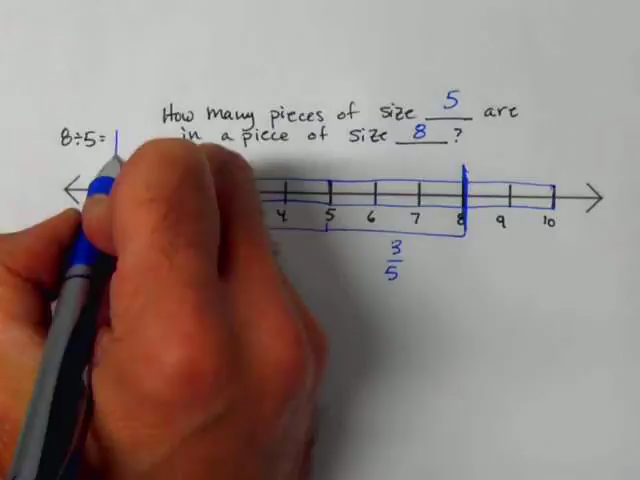 How many pieces of size 5 are
8÷5= 1 in a piece of size 8 ?
4 5 6 7 8 9 10
3
5